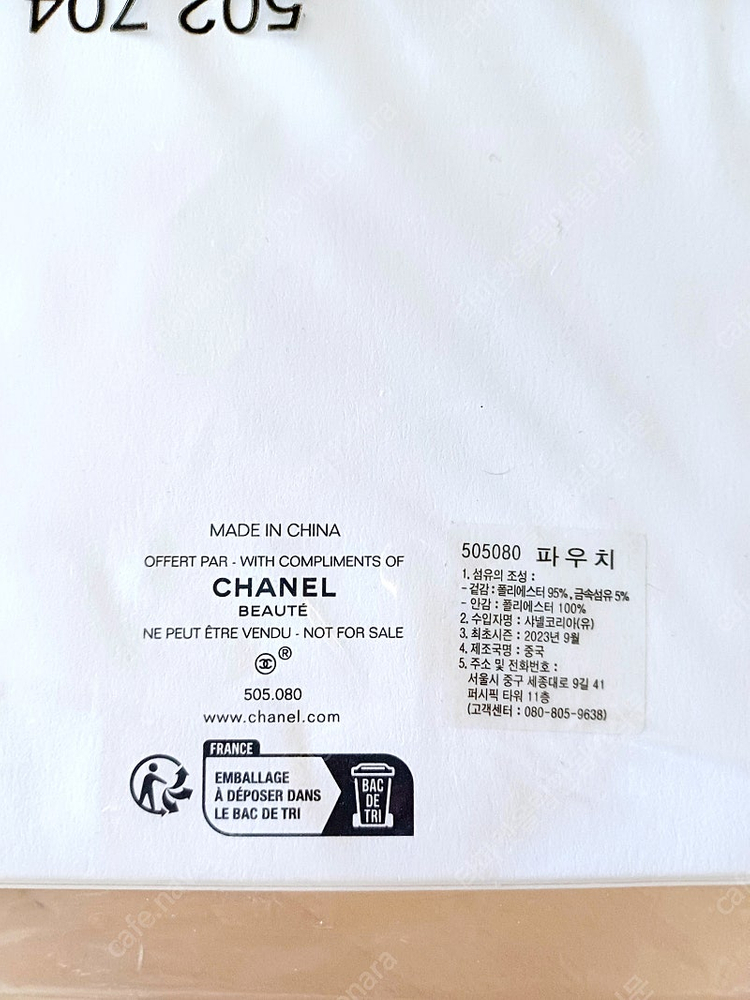 502 704
MADE IN CHINA
OFFERT PAR - WITH COMPLIMENTS OF
CHANEL
BEAUTÉ
NE PEUT ÊTRE VENDU - NOT FOR SALE
®
505.080
www.chanel.com
FRANCE
EMBALLAGE
À DÉPOSER DANS
LE BAC DE TRI
BAC
DE
TRI
505080 파우치
1. 섬유의 조성 :
- 겉감 : 폴리에스터 95%, 금속섬유 5%
- 안감 : 폴리에스터 100%
2. 수입자명 : 샤넬코리아(유)
3. 최초시즌 : 2023년 9월
4. 제조국명 : 중국
5. 주소 및 전화번호 :
서울시 중구 세종대로 9길 41
퍼시픽 타워 11층
(고객센터 : 080-805-9638)